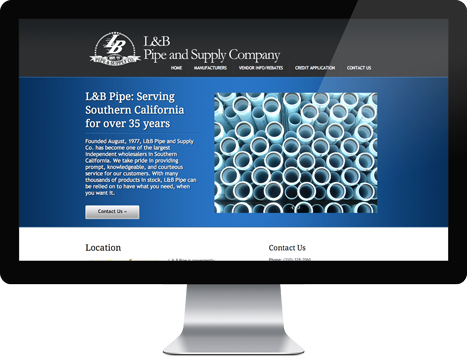 LB
PIPE & SUPPLY CO.
L&B
Pipe and Supply Company
HOME MANUFACTURERS VENDOR INFO/REBATES CREDIT APPLICATION CONTACT US
L&B Pipe: Serving
Southern California
for over 35 years
Founded August, 1977, L&B Pipe and Supply
Co. has become one of the largest
independent wholesalers in Southern
California. We take pride in providing
prompt, knowledgeable, and courteous
service for our customers. With many
thousands of products in stock, L&B Pipe can
be relied on to have what you need, when
you want it.
Contact Us →
Location
Contact Us